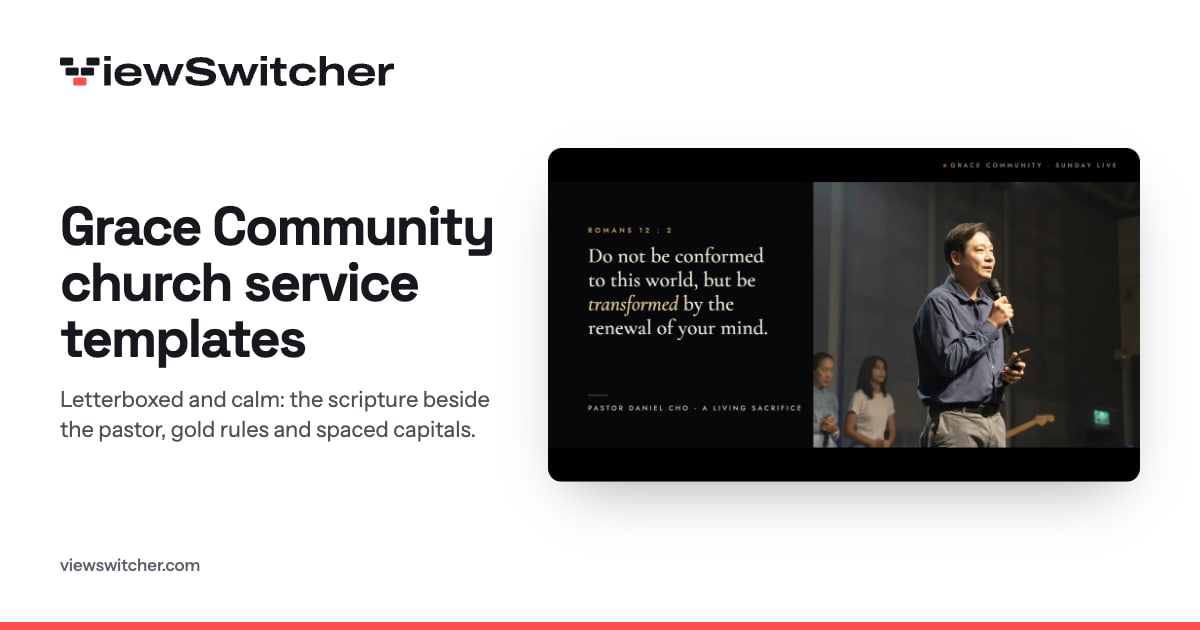 ViewSwitcher
Grace Community
church service
templates
Letterboxed and calm: the scripture beside
the pastor, gold rules and spaced capitals.
viewswitcher.com
GRACE COMMUNITY · SUNDAY LIVE
ROMANS 12 : 2
Do not be conformed
to this world, but be
transformed by the
renewal of your mind.
PASTOR DANIEL CHO · A LIVING SACRIFICE